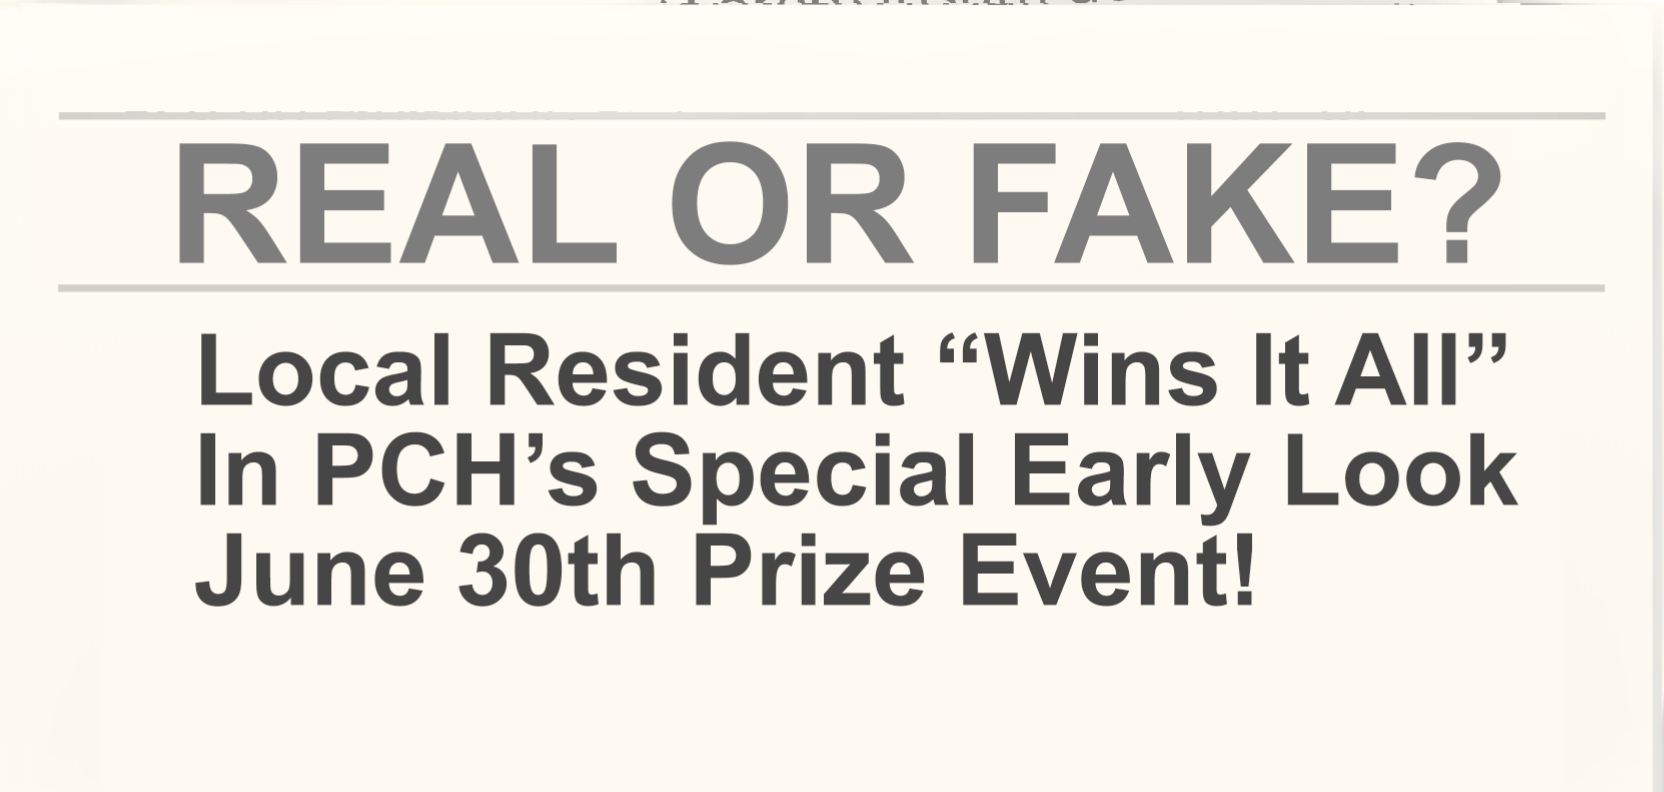 REAL OR FAKE?
Local Resident “Wins It All”
In PCH’s Special Early Look
June 30th Prize Event!